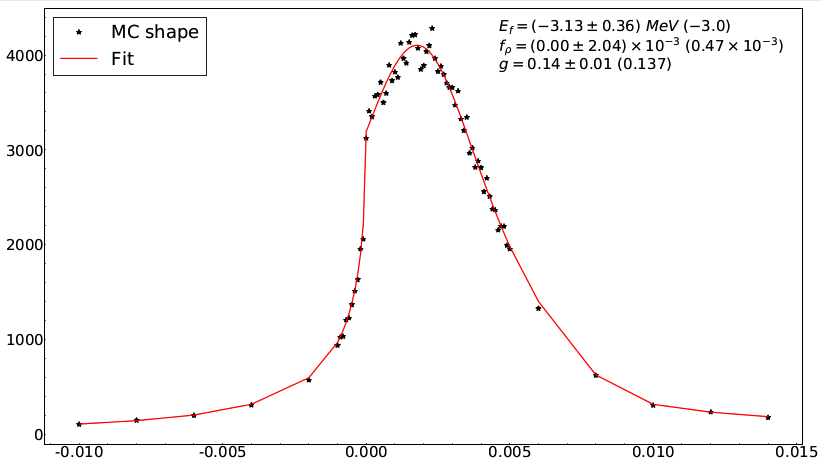 MC shape
Fit
E_f = (−3.13 ± 0.36) MeV (−3.0)
f_ρ = (0.00 ± 2.04) × 10⁻³ (0.47 × 10⁻³)
g = 0.14 ± 0.01 (0.137)
4000
3000
2000
1000
0
-0.010 -0.005 0.000 0.005 0.010 0.015